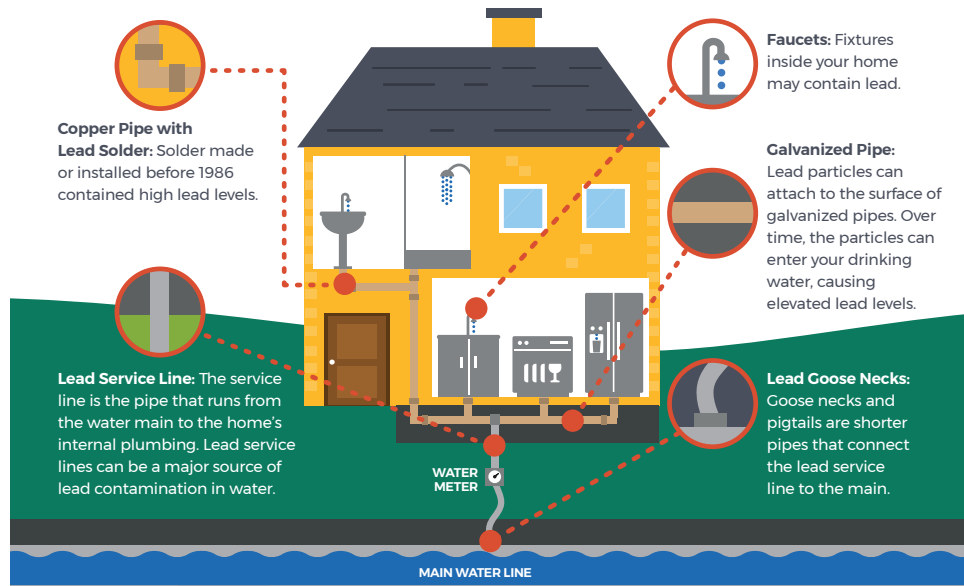 Copper Pipe with
Lead Solder: Solder made
or installed before 1986
contained high lead levels.
Faucets: Fixtures
inside your home
may contain lead.
Galvanized Pipe:
Lead particles can
attach to the surface of
galvanized pipes. Over
time, the particles can
enter your drinking
water, causing
elevated lead levels.
Lead Service Line: The service
line is the pipe that runs from
the water main to the home’s
internal plumbing. Lead service
lines can be a major source of
lead contamination in water.
WATER
METER
Lead Goose Necks:
Goose necks and
pigtails are shorter
pipes that connect
the lead service
line to the main.
MAIN WATER LINE